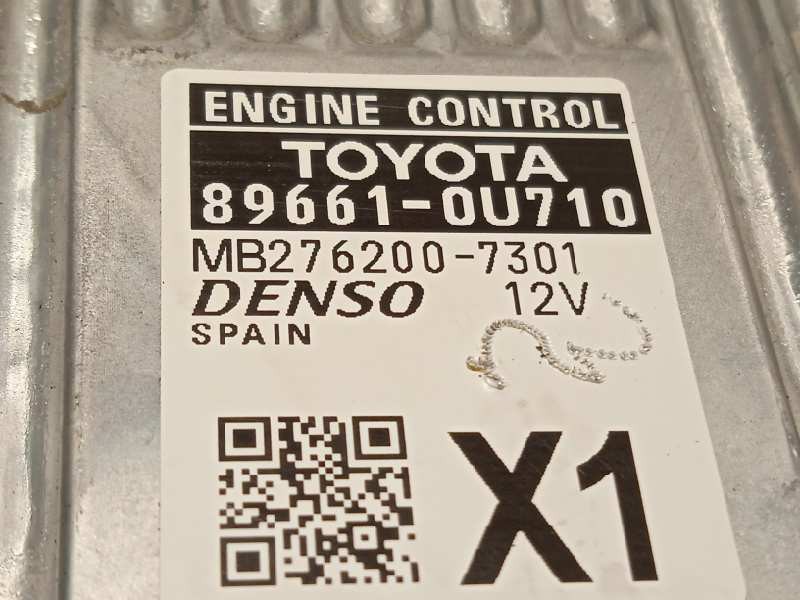 ENGINE CONTROL
TOYOTA
89661-0U710
MB276200-7301
DENSO 12V
SPAIN
X1